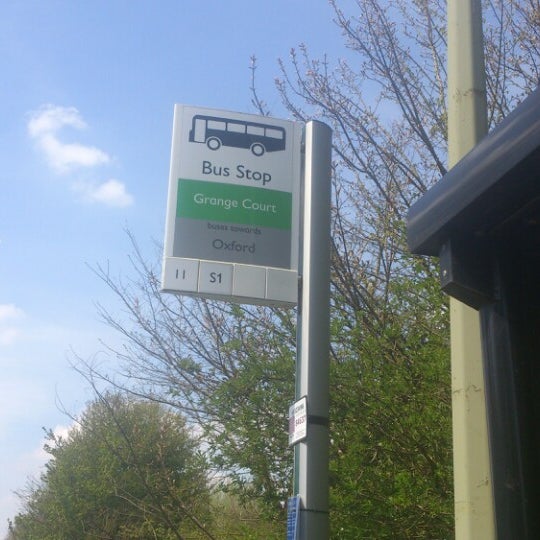 Bus Stop
Grange Court
buses towards
Oxford
11 S1